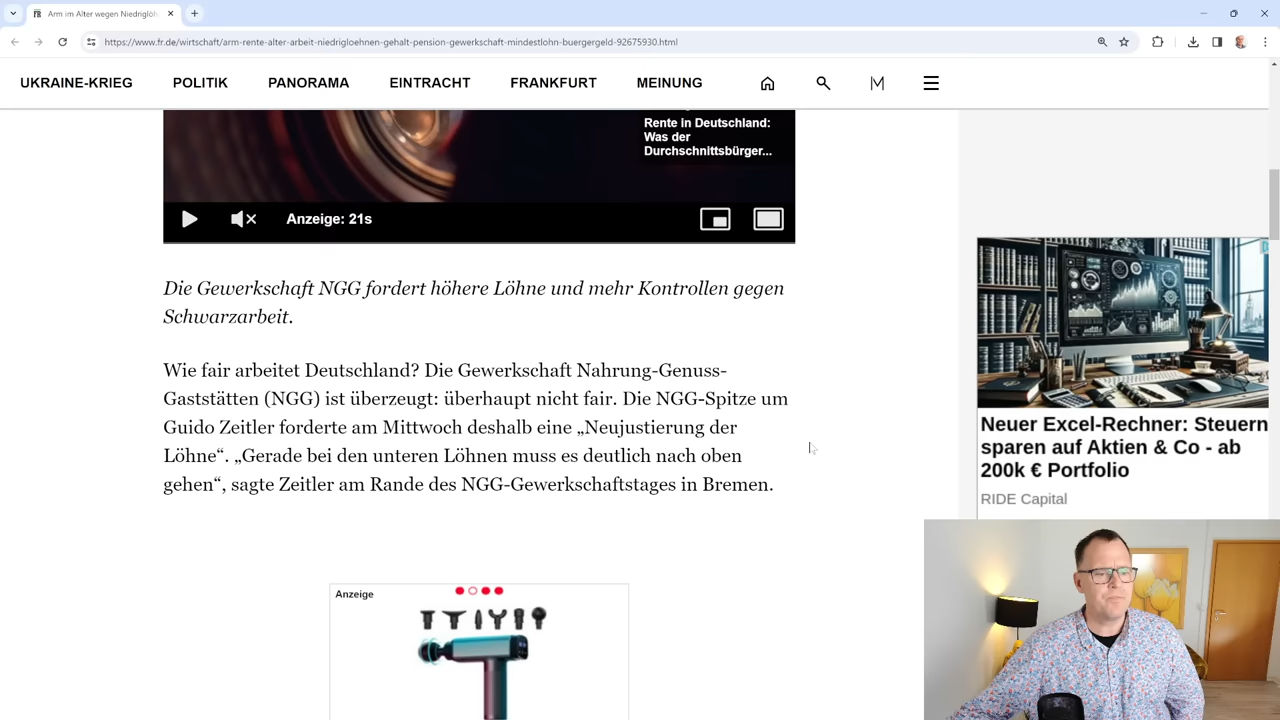 Arm im Alter wegen Niedriglöh
https://www.fr.de/wirtschaft/arm-rente-alter-arbeit-niedrigloehnen-gehalt-pension-gewerkschaft-mindestlohn-buergergeld-92675930.html
UKRAINE-KRIEG POLITIK PANORAMA EINTRACHT FRANKFURT MEINUNG
Rente in Deutschland:
Was der
Durchschnittsbürger...
Anzeige: 21s
Die Gewerkschaft NGG fordert höhere Löhne und mehr Kontrollen gegen
Schwarzarbeit.
Wie fair arbeitet Deutschland? Die Gewerkschaft Nahrung-Genuss-
Gaststätten (NGG) ist überzeugt: überhaupt nicht fair. Die NGG-Spitze um
Guido Zeitler forderte am Mittwoch deshalb eine „Neujustierung der
Löhne“. „Gerade bei den unteren Löhnen muss es deutlich nach oben
gehen“, sagte Zeitler am Rande des NGG-Gewerkschaftstages in Bremen.
Anzeige
Neuer Excel-Rechner: Steuern
sparen auf Aktien & Co - ab
200k € Portfolio
RIDE Capital